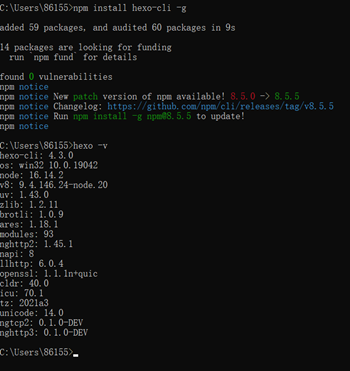 C:\Users\86155>npm install hexo-cli -g
added 59 packages, and audited 60 packages in 9s
14 packages are looking for funding
run `npm fund` for details
found 0 vulnerabilities
npm notice
npm notice New patch version of npm available! 8.5.0 -> 8.5.5
npm notice Changelog: https://github.com/npm/cli/releases/tag/v8.5.5
npm notice Run npm install -g npm@8.5.5 to update!
npm notice
C:\Users\86155>hexo -v
hexo-cli: 4.3.0
os: win32 10.0.19042
node: 16.14.2
v8: 9.4.146.24-node.20
uv: 1.43.0
zlib: 1.2.11
brotli: 1.0.9
ares: 1.18.1
modules: 93
nghttp2: 1.45.1
napi: 8
llhttp: 6.0.4
openssl: 1.1.1n+quic
cldr: 40.0
icu: 70.1
tz: 2021a3
unicode: 14.0
ngtcp2: 0.1.0-DEV
nghttp3: 0.1.0-DEV
C:\Users\86155>